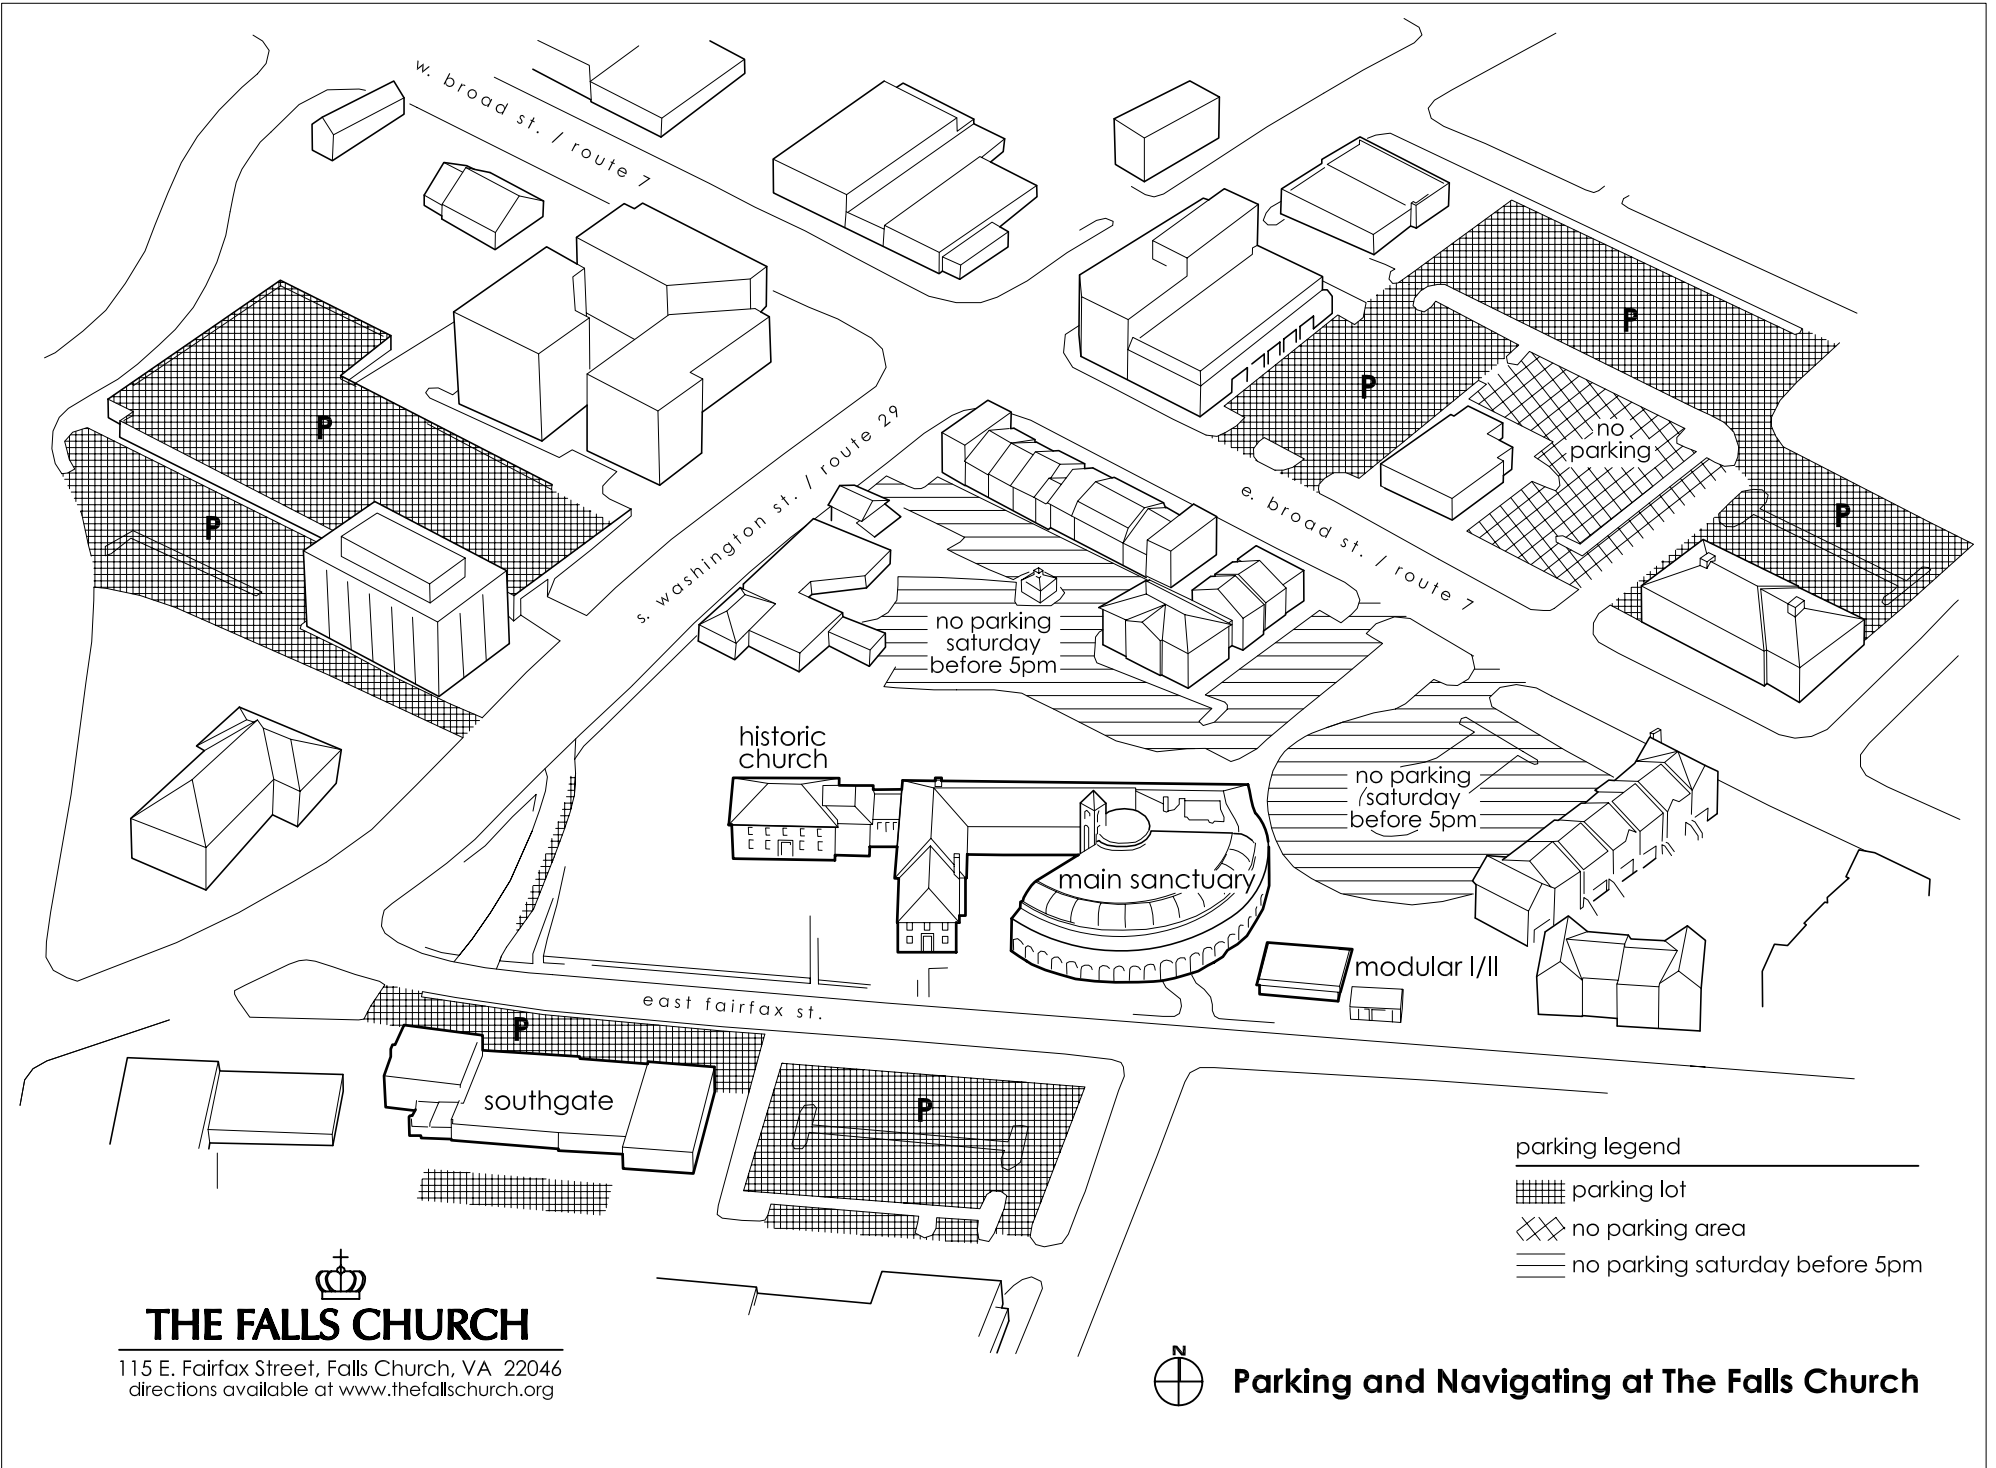 w. broad st. / route 7
P
P
no
parking
P
P
P
P
s. washington st. / route 29
e. broad st. / route 7
no parking
saturday
before 5pm
historic
church
no parking
saturday
before 5pm
main sanctuary
modular I/II
east fairfax st.
P
southgate
P
parking legend
parking lot
no parking area
no parking saturday before 5pm
THE FALLS CHURCH
115 E. Fairfax Street, Falls Church, VA 22046
directions available at www.thefallschurch.org
N
Parking and Navigating at The Falls Church